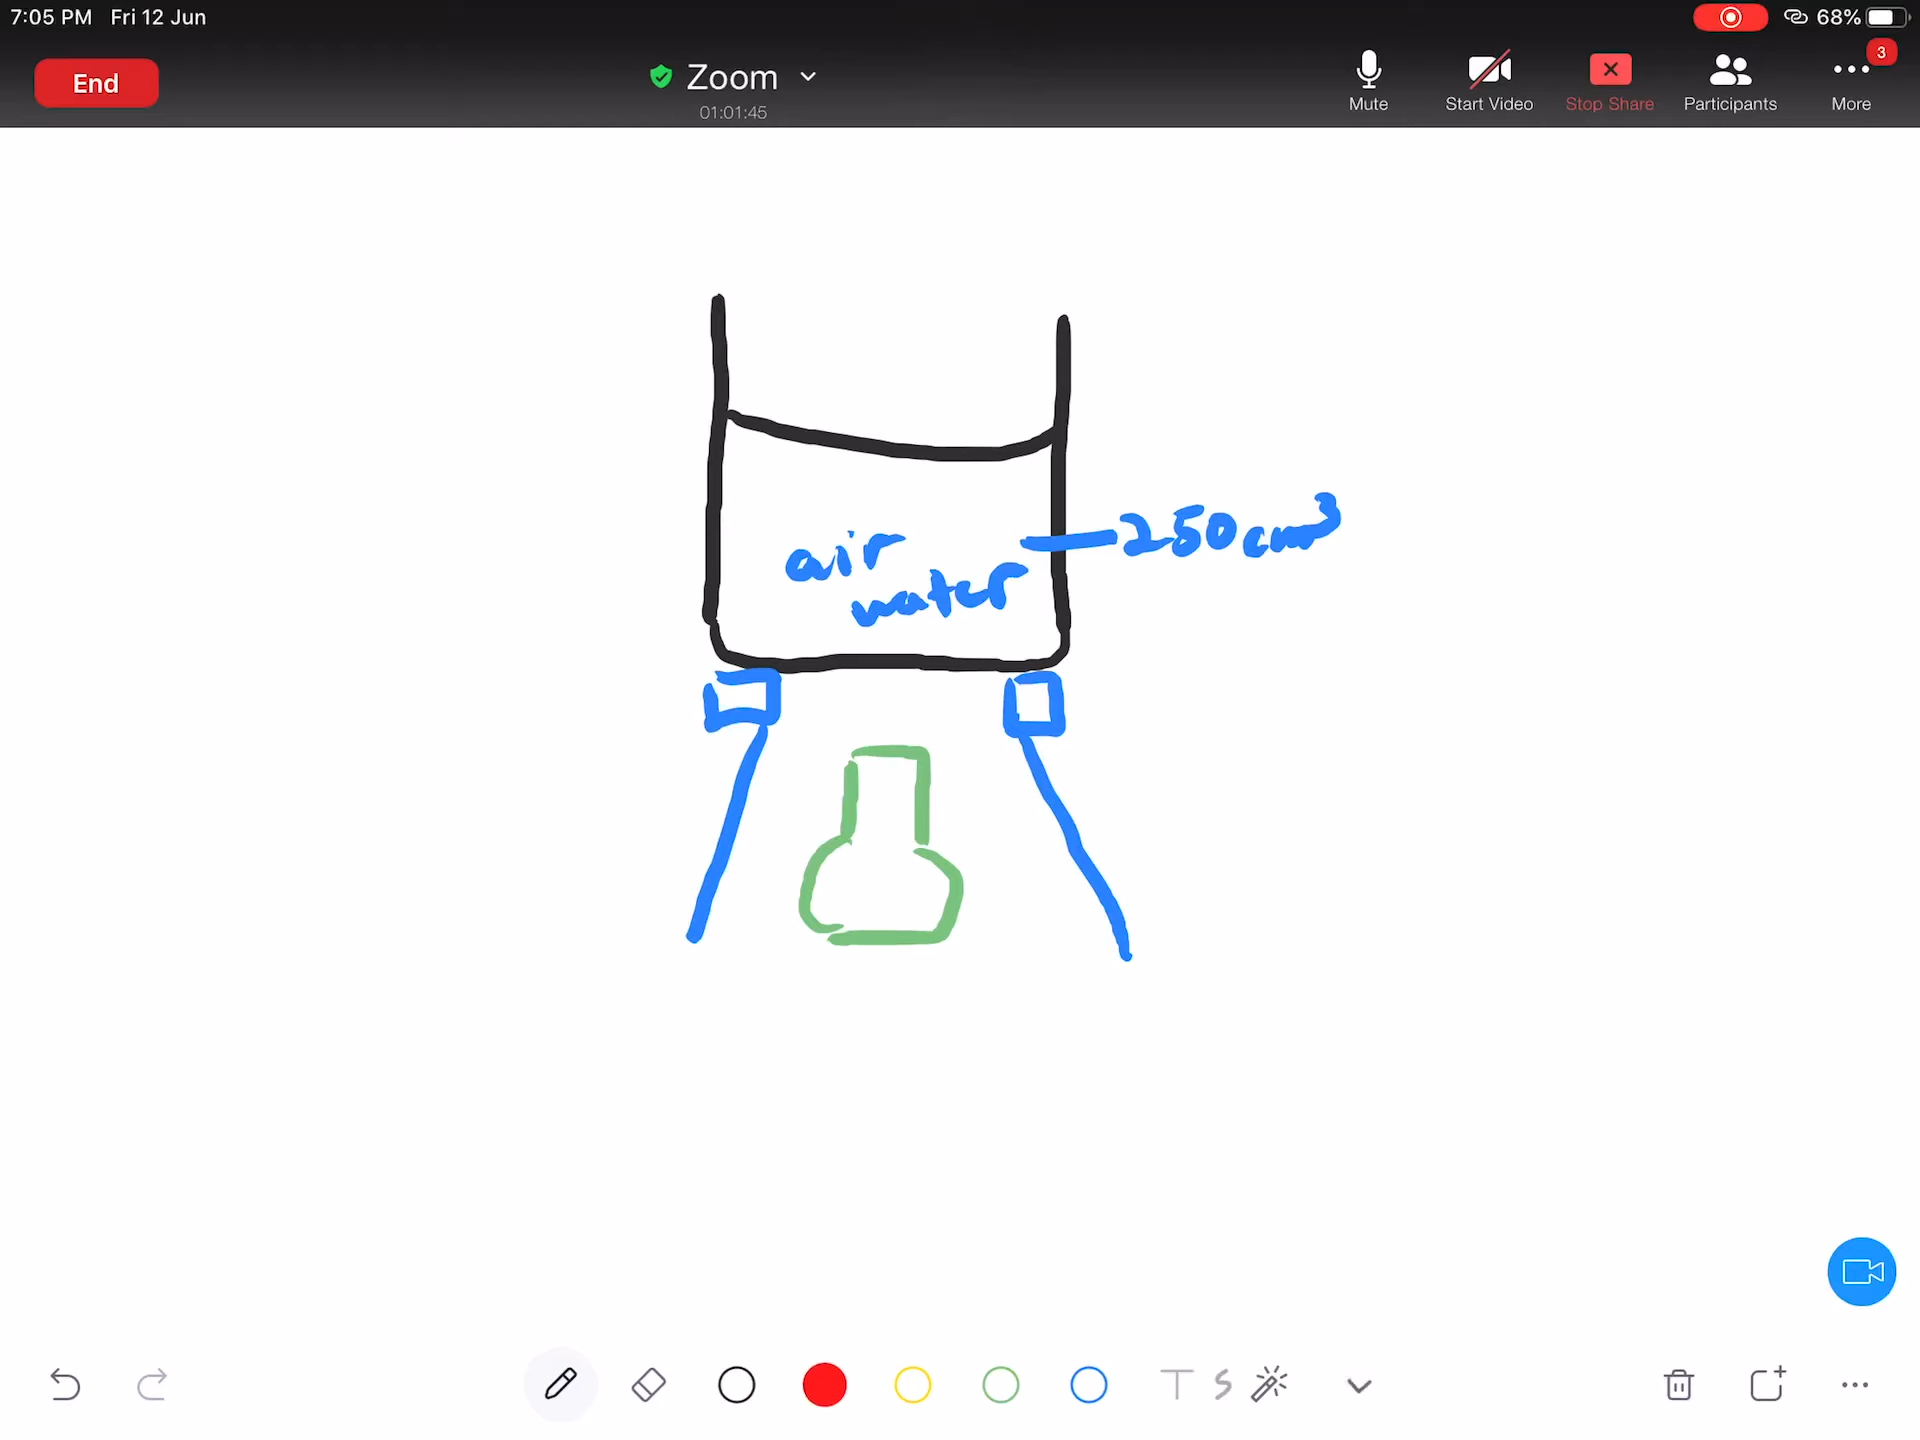 7:05 PM Fri 12 Jun
68%
End
Zoom
01:01:45
Mute
Start Video
Stop Share
Participants
3
More
250cm³
air
water
T S